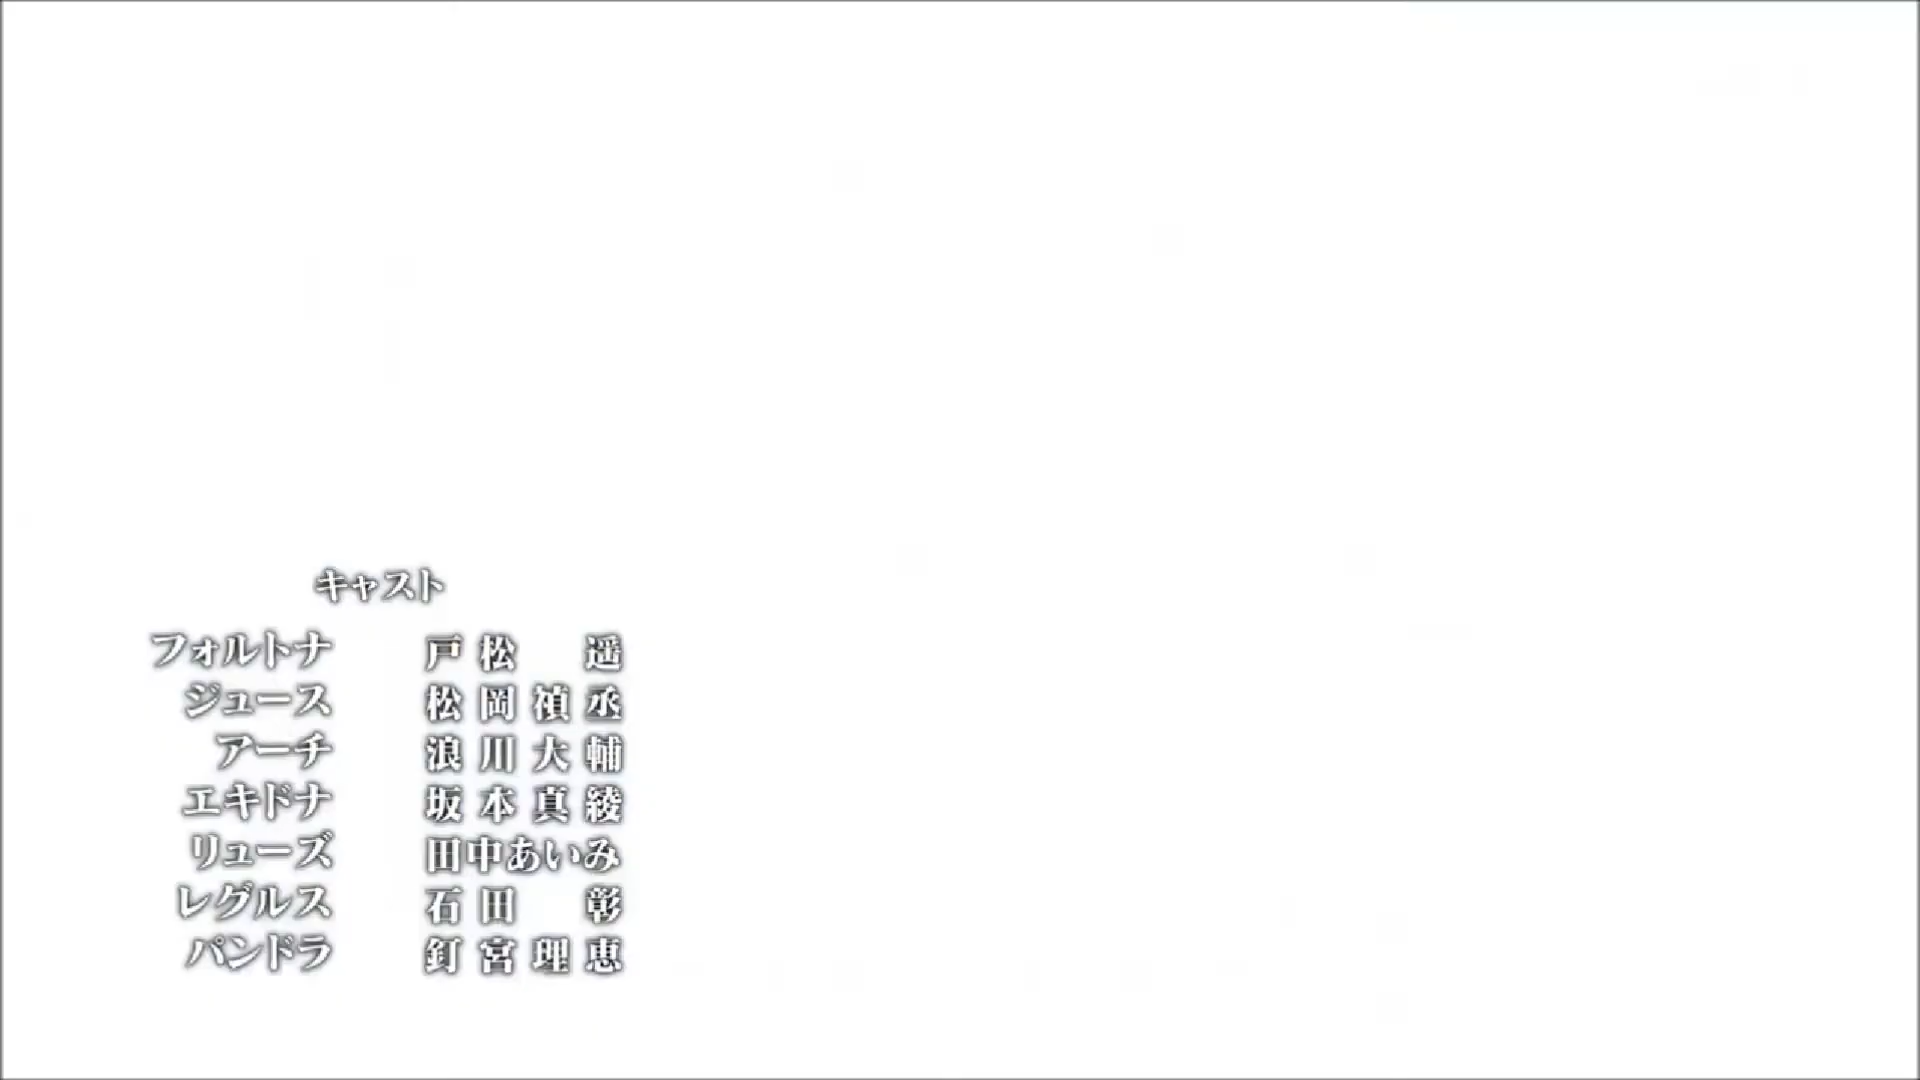 キャスト
フォルトナ 戸松 遥
ジュース 松岡禎丞
アーチ 浪川大輔
エキドナ 坂本真綾
リューズ 田中あいみ
レグルス 石田 彰
パンドラ 釘宮理恵